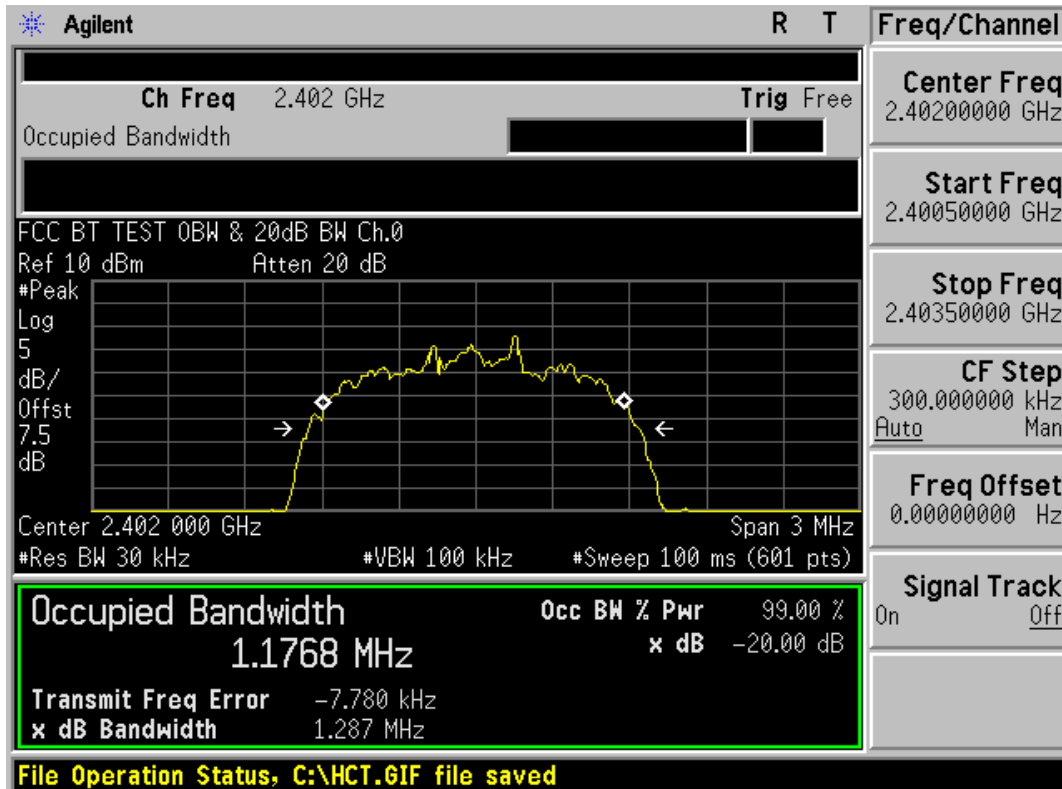 Agilent R T
Ch Freq 2.402 GHz Trig Free
Occupied Bandwidth
FCC BT TEST OBW & 20dB BW Ch.0
Ref 10 dBm Atten 20 dB
#Peak
Log
5
dB/
Offst
7.5
dB
Center 2.402 000 GHz Span 3 MHz
#Res BW 30 kHz #VBW 100 kHz #Sweep 100 ms (601 pts)
Occupied Bandwidth Occ BW % Pwr 99.00 %
1.1768 MHz x dB -20.00 dB
Transmit Freq Error -7.780 kHz
x dB Bandwidth 1.287 MHz
File Operation Status, C:\HCT.GIF file saved
Freq/Channel
Center Freq
2.40200000 GHz
Start Freq
2.40050000 GHz
Stop Freq
2.40350000 GHz
CF Step
300.000000 kHz
Auto Man
Freq Offset
0.00000000 Hz
Signal Track
On Off